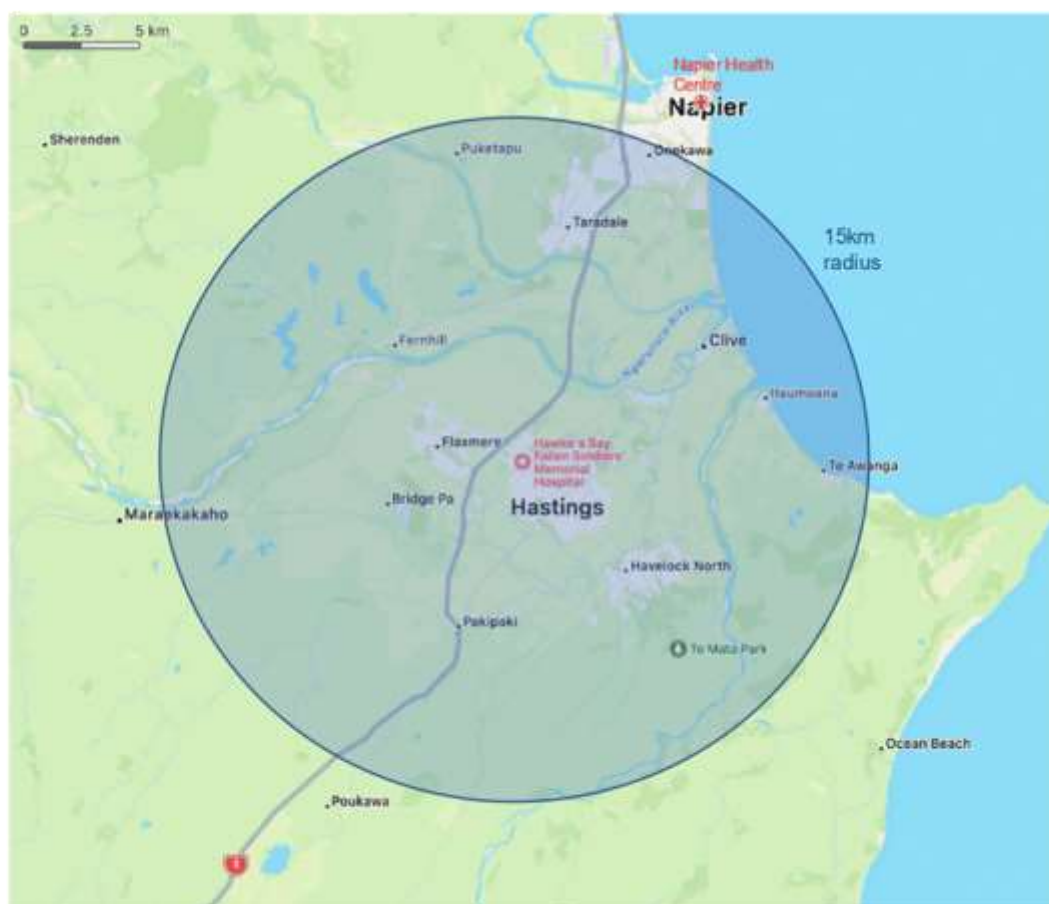 0 2.5 5 km
Napier Health
Centre
Napier
Sherenden
Puketapu
Onekawa
Taradale
15km
radius
Fernhill
Clive
Haumoana
Flaxmere
Hawke's Bay
Fallen Soldiers'
Memorial
Hospital
Te Awanga
Bridge Pa
Hastings
Maraekakaho
Havelock North
Pakipaki
Te Mata Park
Ocean Beach
Poukawa